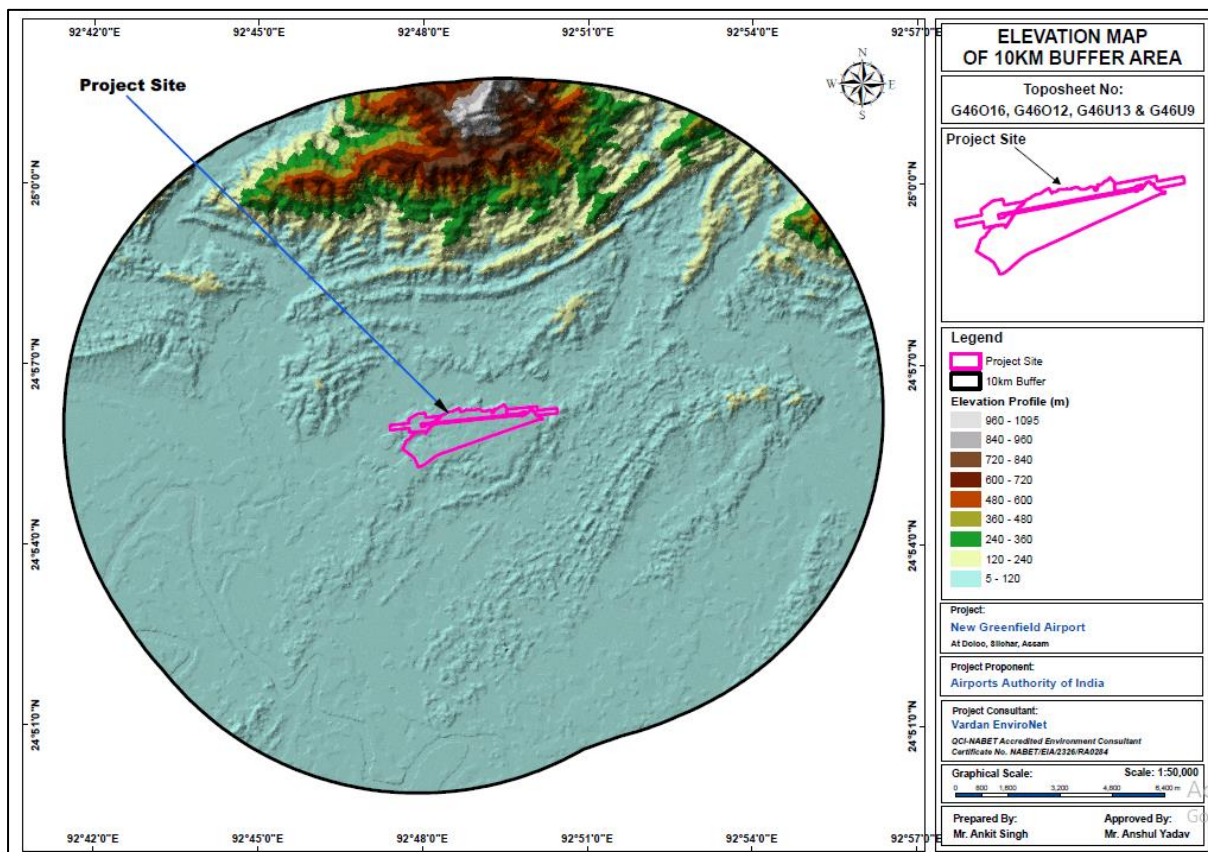 92°42'0"E 92°45'0"E 92°48'0"E 92°51'0"E 92°54'0"E 92°57'0"E
Project Site
N
W E
S
25°0'0"N 25°0'0"N
24°57'0"N 24°57'0"N
24°54'0"N 24°54'0"N
24°51'0"N 24°51'0"N
92°42'0"E 92°45'0"E 92°48'0"E 92°51'0"E 92°54'0"E 92°57'0"E
ELEVATION MAP
OF 10KM BUFFER AREA
Toposheet No:
G46O16, G46O12, G46U13 & G46U9
Project Site
Legend
Project Site
10km Buffer
Elevation Profile (m)
960 - 1095
840 - 960
720 - 840
600 - 720
480 - 600
360 - 480
240 - 360
120 - 240
5 - 120
Project:
New Greenfield Airport
At Doloo, Silchar, Assam
Project Proponent:
Airports Authority of India
Project Consultant:
Vardan EnviroNet
QCI-NABET Accredited Environment Consultant
Certificate No. NABET/EIA/2326/RA0284
Graphical Scale: Scale: 1:50,000
0 800 1,600 3,200 4,800 6,400 m
Prepared By: Approved By:
Mr. Ankit Singh Mr. Anshul Yadav